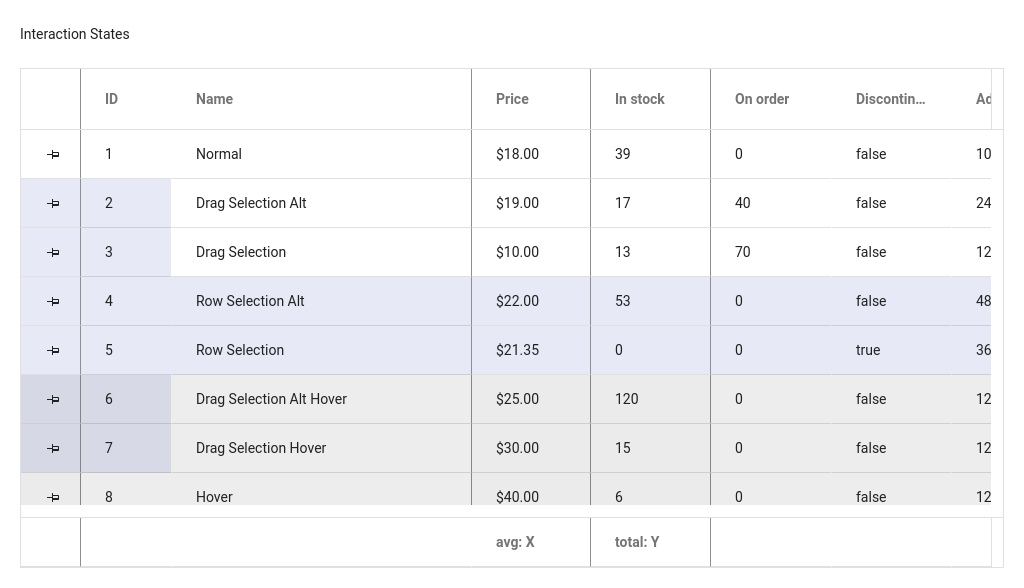 Interaction States
ID Name Price In stock On order Discontin… Ad
1 Normal $18.00 39 0 false 10
2 Drag Selection Alt $19.00 17 40 false 24
3 Drag Selection $10.00 13 70 false 12
4 Row Selection Alt $22.00 53 0 false 48
5 Row Selection $21.35 0 0 true 36
6 Drag Selection Alt Hover $25.00 120 0 false 12
7 Drag Selection Hover $30.00 15 0 false 12
8 Hover $40.00 6 0 false 12
avg: X total: Y